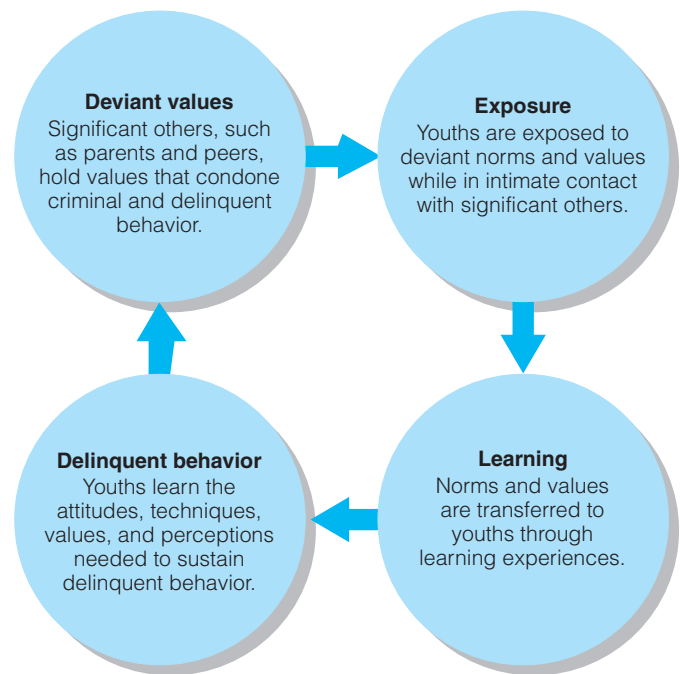 Deviant values
Significant others, such
as parents and peers,
hold values that condone
criminal and delinquent
behavior.
Exposure
Youths are exposed to
deviant norms and values
while in intimate contact
with significant others.
Learning
Norms and values
are transferred to
youths through
learning experiences.
Delinquent behavior
Youths learn the
attitudes, techniques,
values, and perceptions
needed to sustain
delinquent behavior.